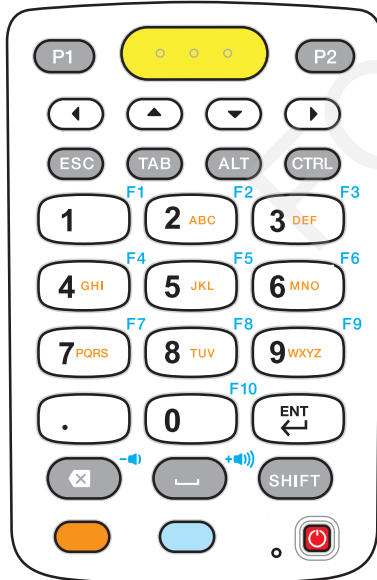 P1 P2
ESC TAB ALT CTRL
F1 F2 F3
1 2 ABC 3 DEF
F4 F5 F6
4 GHI 5 JKL 6 MNO
F7 F8 F9
7 PQRS 8 TUV 9 WXYZ
F10
. 0 ENT
- +
SHIFT